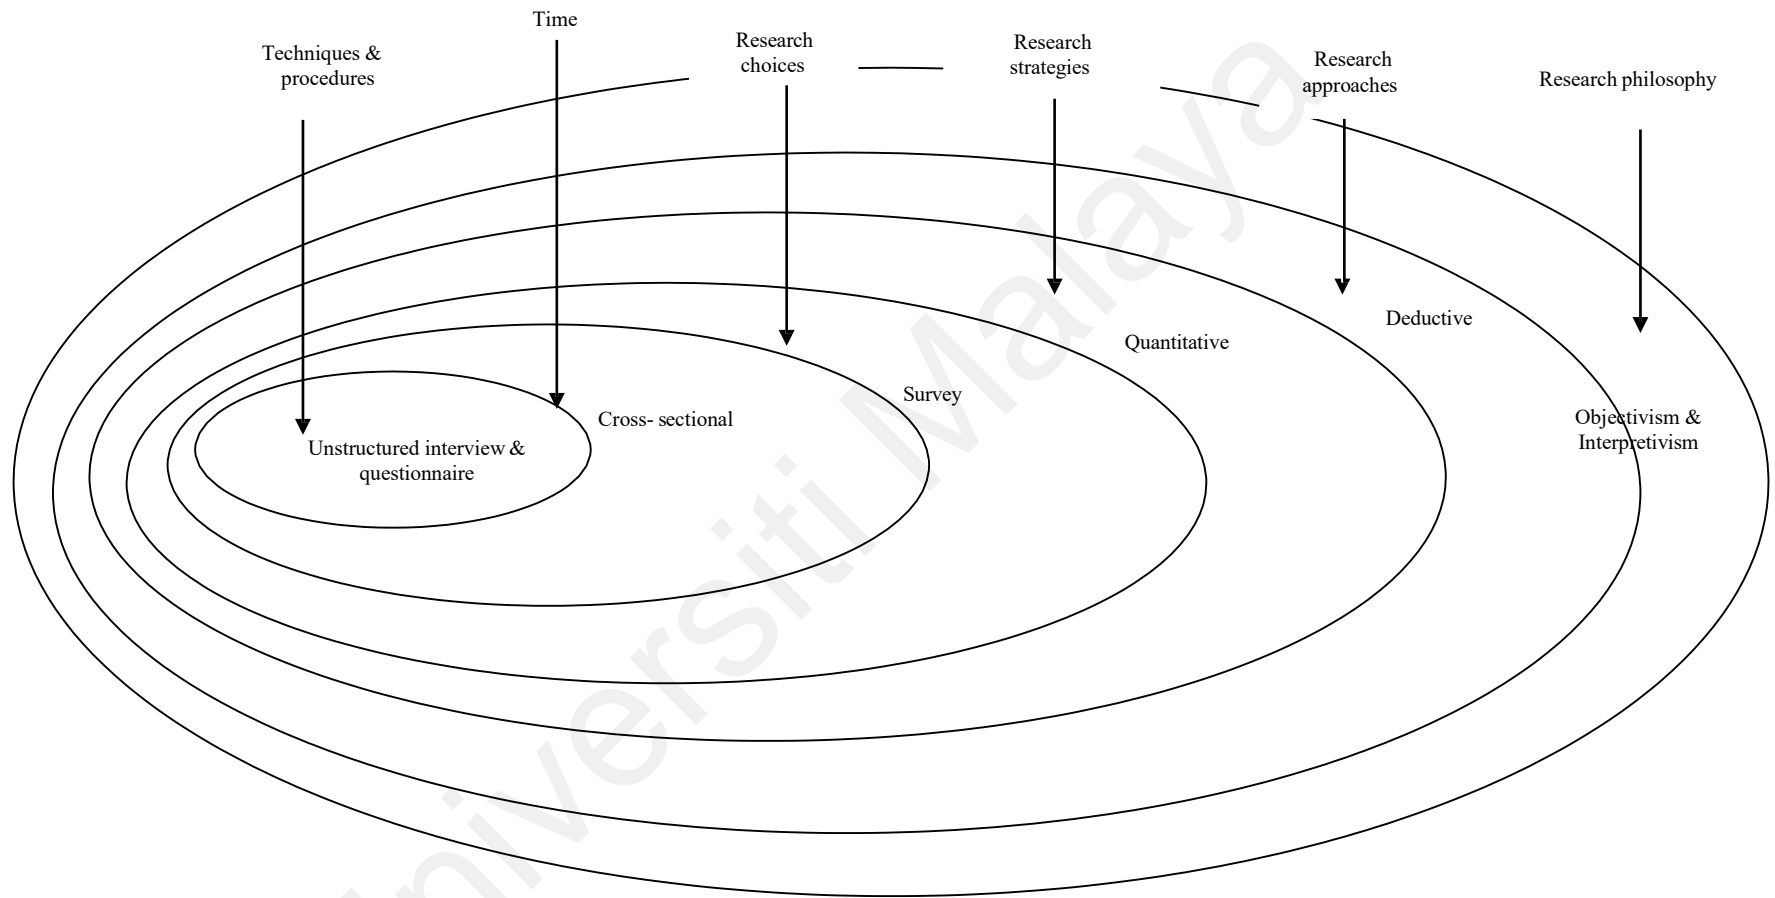 Time
Techniques &
procedures
Research
choices
Research
strategies
Research
approaches
Research philosophy
Deductive
Quantitative
Survey
Cross- sectional
Objectivism &
Interpretivism
Unstructured interview &
questionnaire
niversiti Malaya